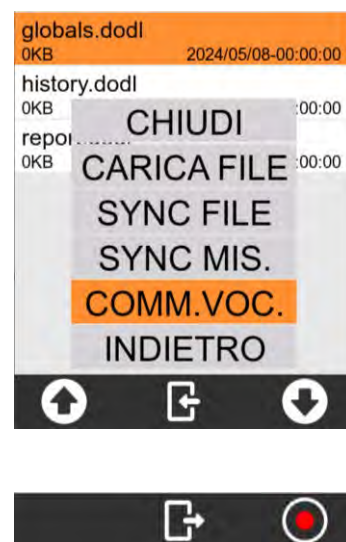 globals.dodl
0KB 2024/05/08-00:00:00
history.dodl
0KB :00:00
0KB :00:00
CHIUDI
CARICA FILE
SYNC FILE
SYNC MIS.
COMM.VOC.
INDIETRO